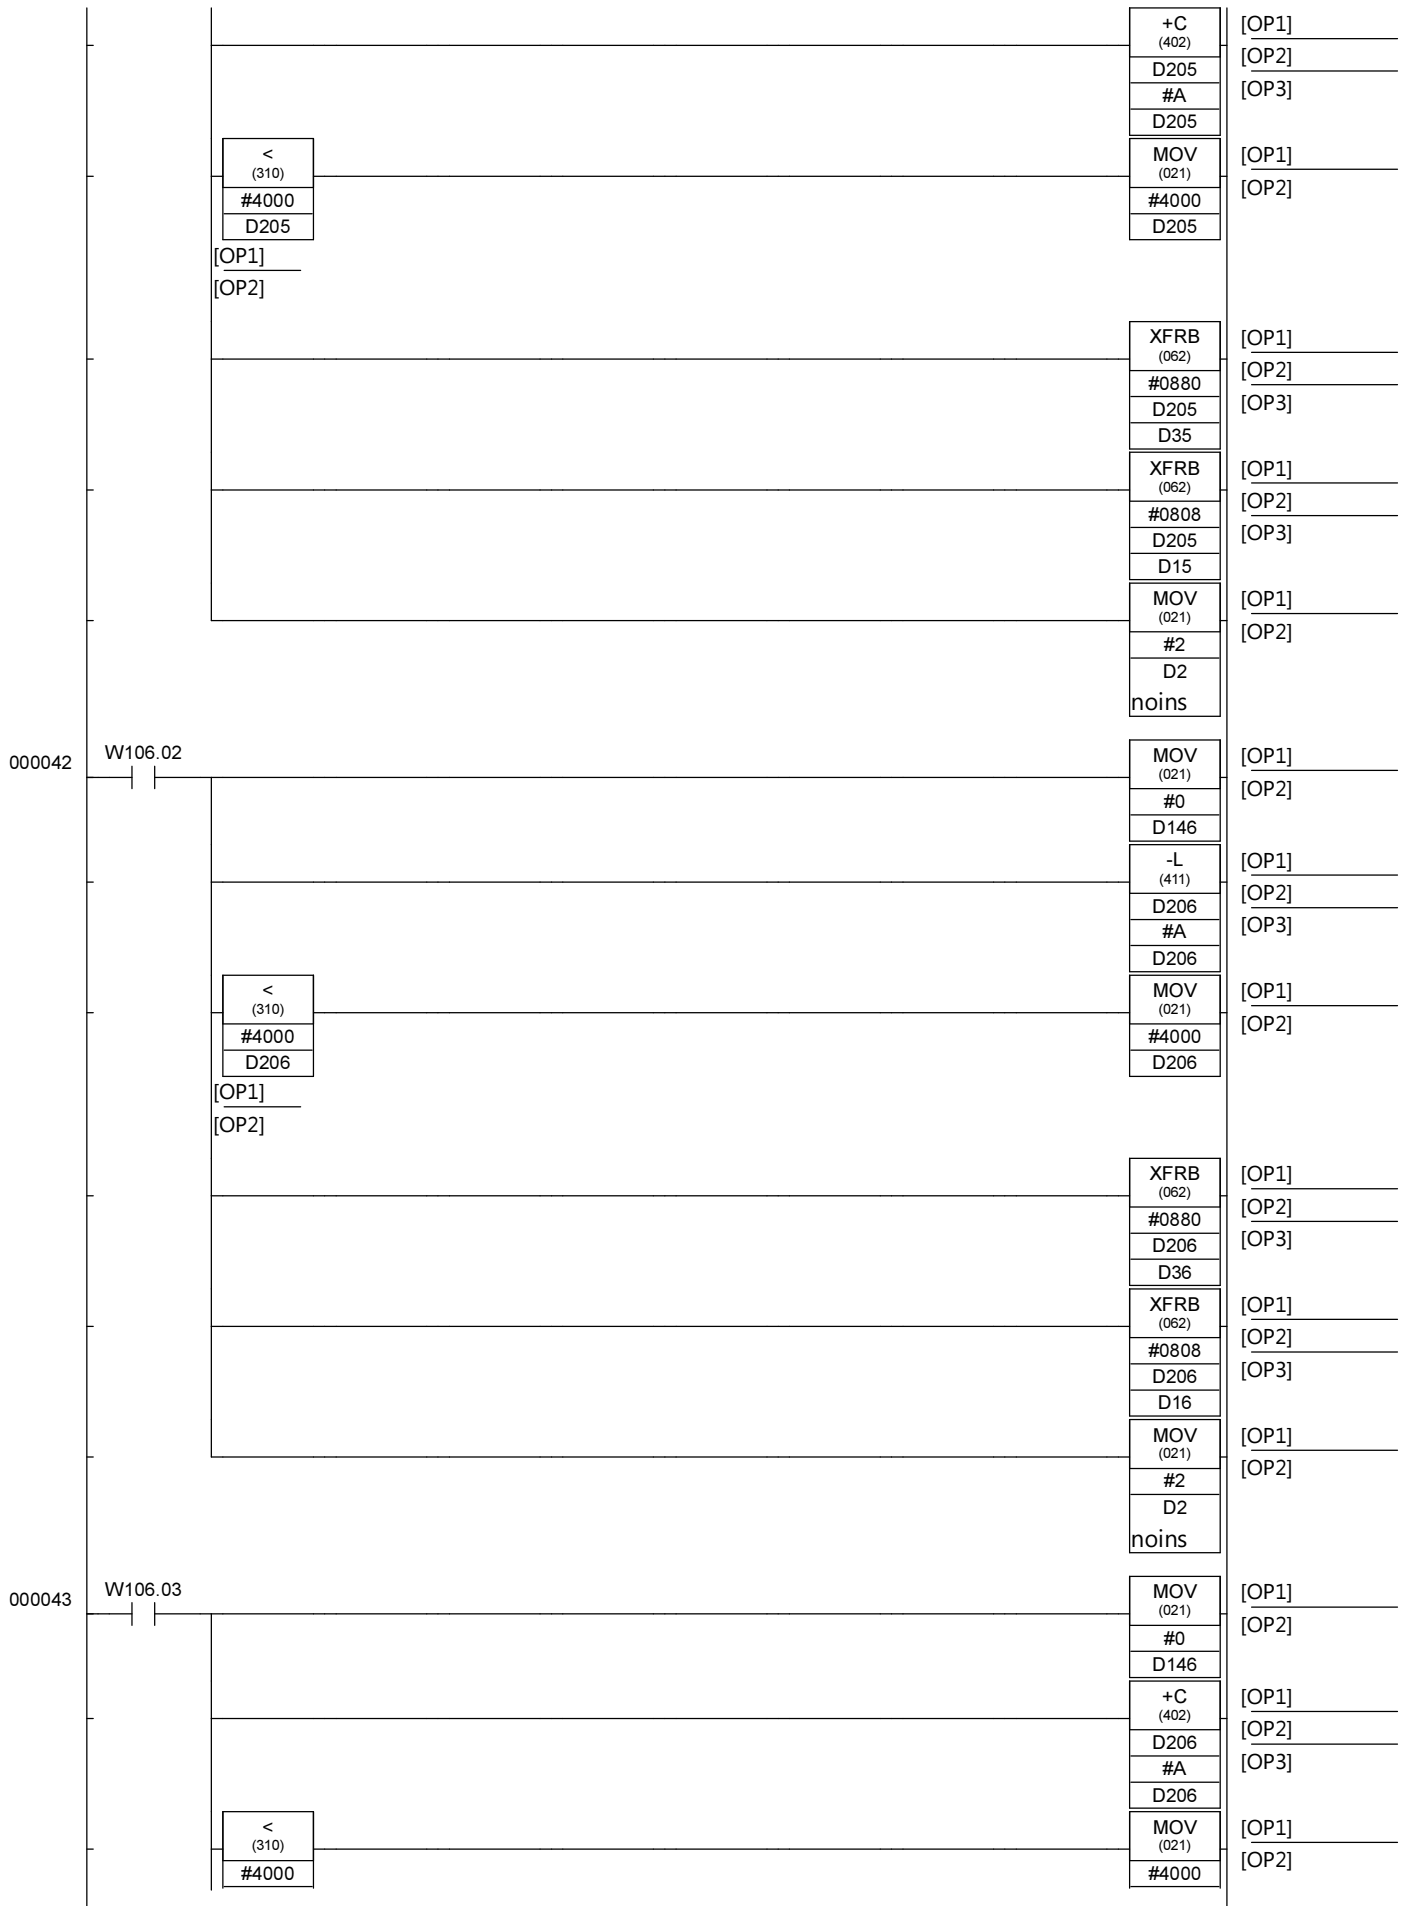 +C
(402)
D205
#A
D205
[OP1]
[OP2]
[OP3]
<
(310)
#4000
D205
[OP1]
[OP2]
MOV
(021)
#4000
D205
[OP1]
[OP2]
XFRB
(062)
#0880
D205
D35
[OP1]
[OP2]
[OP3]
XFRB
(062)
#0808
D205
D15
[OP1]
[OP2]
[OP3]
MOV
(021)
#2
D2
noins
[OP1]
[OP2]
000042
W106.02
MOV
(021)
#0
D146
[OP1]
[OP2]
-L
(411)
D206
#A
D206
[OP1]
[OP2]
[OP3]
<
(310)
#4000
D206
[OP1]
[OP2]
MOV
(021)
#4000
D206
[OP1]
[OP2]
XFRB
(062)
#0880
D206
D36
[OP1]
[OP2]
[OP3]
XFRB
(062)
#0808
D206
D16
[OP1]
[OP2]
[OP3]
MOV
(021)
#2
D2
noins
[OP1]
[OP2]
000043
W106.03
MOV
(021)
#0
D146
[OP1]
[OP2]
+C
(402)
D206
#A
D206
[OP1]
[OP2]
[OP3]
<
(310)
#4000
MOV
(021)
#4000
[OP1]
[OP2]